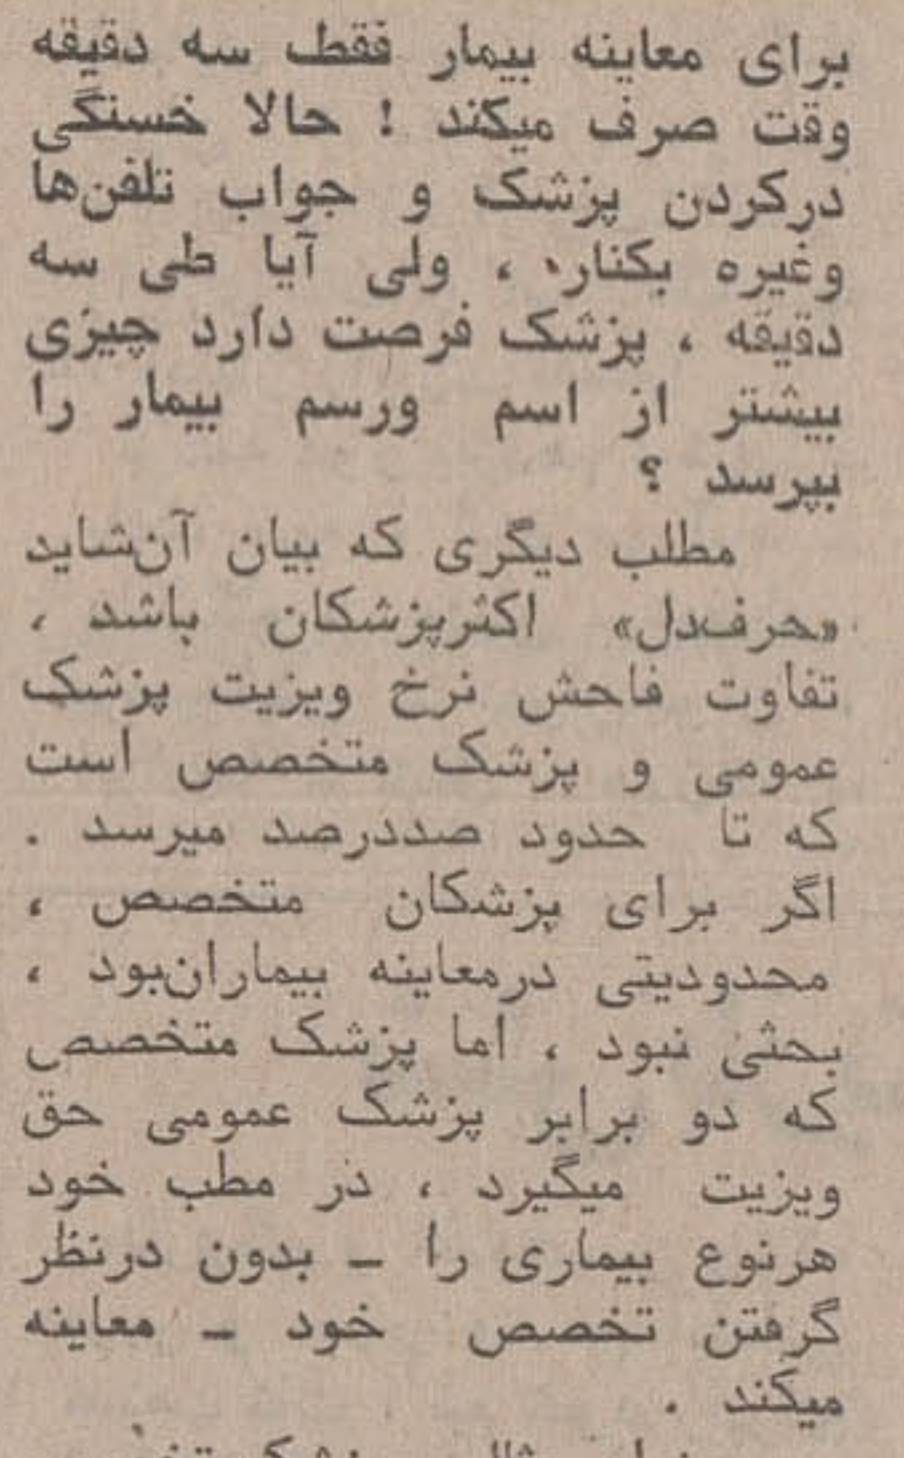 برای معاینه بیمار فقط سه دقیقه
وقت صرف میکند ! حالا خستگی
درکردن پزشک و جواب تلفن‌ها
وغیره بکنار ، ولی آیا طی سه
دقیقه ، پزشک فرصت دارد چیزی
بیشتر از اسم ورسم بیمار را
بپرسد ؟
مطلب دیگری که بیان آن‌شاید
«حرف‌دل» اکثرپزشکان باشد ،
تفاوت فاحش نرخ ویزیت پزشک
عمومی و پزشک متخصص است
که تا حدود صددرصد میرسد .
اگر برای پزشکان متخصص ،
محدودیتی درمعاینه بیماران‌بود ،
بحثی نبود ، اما پزشک متخصص
که دو برابر پزشک عمومی حق
ویزیت میگیرد ، در مطب خود
هرنوع بیماری را ــ بدون درنظر
گرفتن تخصص خود ــ معاینه
میکند .